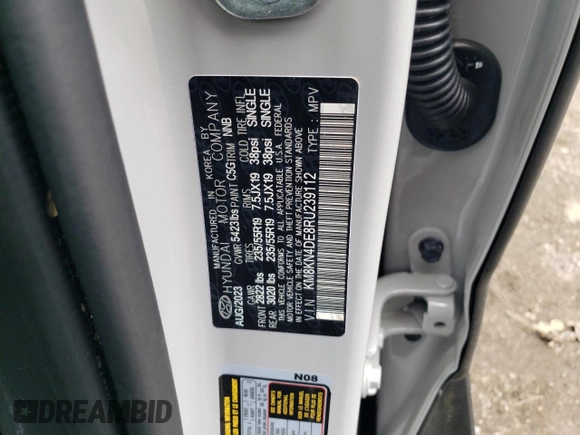 MANUFACTURED IN KOREA BY
HYUNDAI MOTOR COMPANY
AUG/2023 GVWR 5423lbs PAINT C5G TRIM NNB
GAWR TIRES RIMS COLD TIRE INFL.
FRONT 2822 lbs 235/55R19 7.5JX19 38psi SINGLE
REAR 3020 lbs 235/55R19 7.5JX19 38psi SINGLE
THIS VEHICLE CONFORMS TO ALL APPLICABLE U.S.A. FEDERAL
MOTOR VEHICLE SAFETY AND THEFT PREVENTION STANDARDS
IN EFFECT ON THE DATE OF MANUFACTURE SHOWN ABOVE.
V.I.N KM8KN4DE8RU239112 TYPE : MPV
N08
DREAMBID